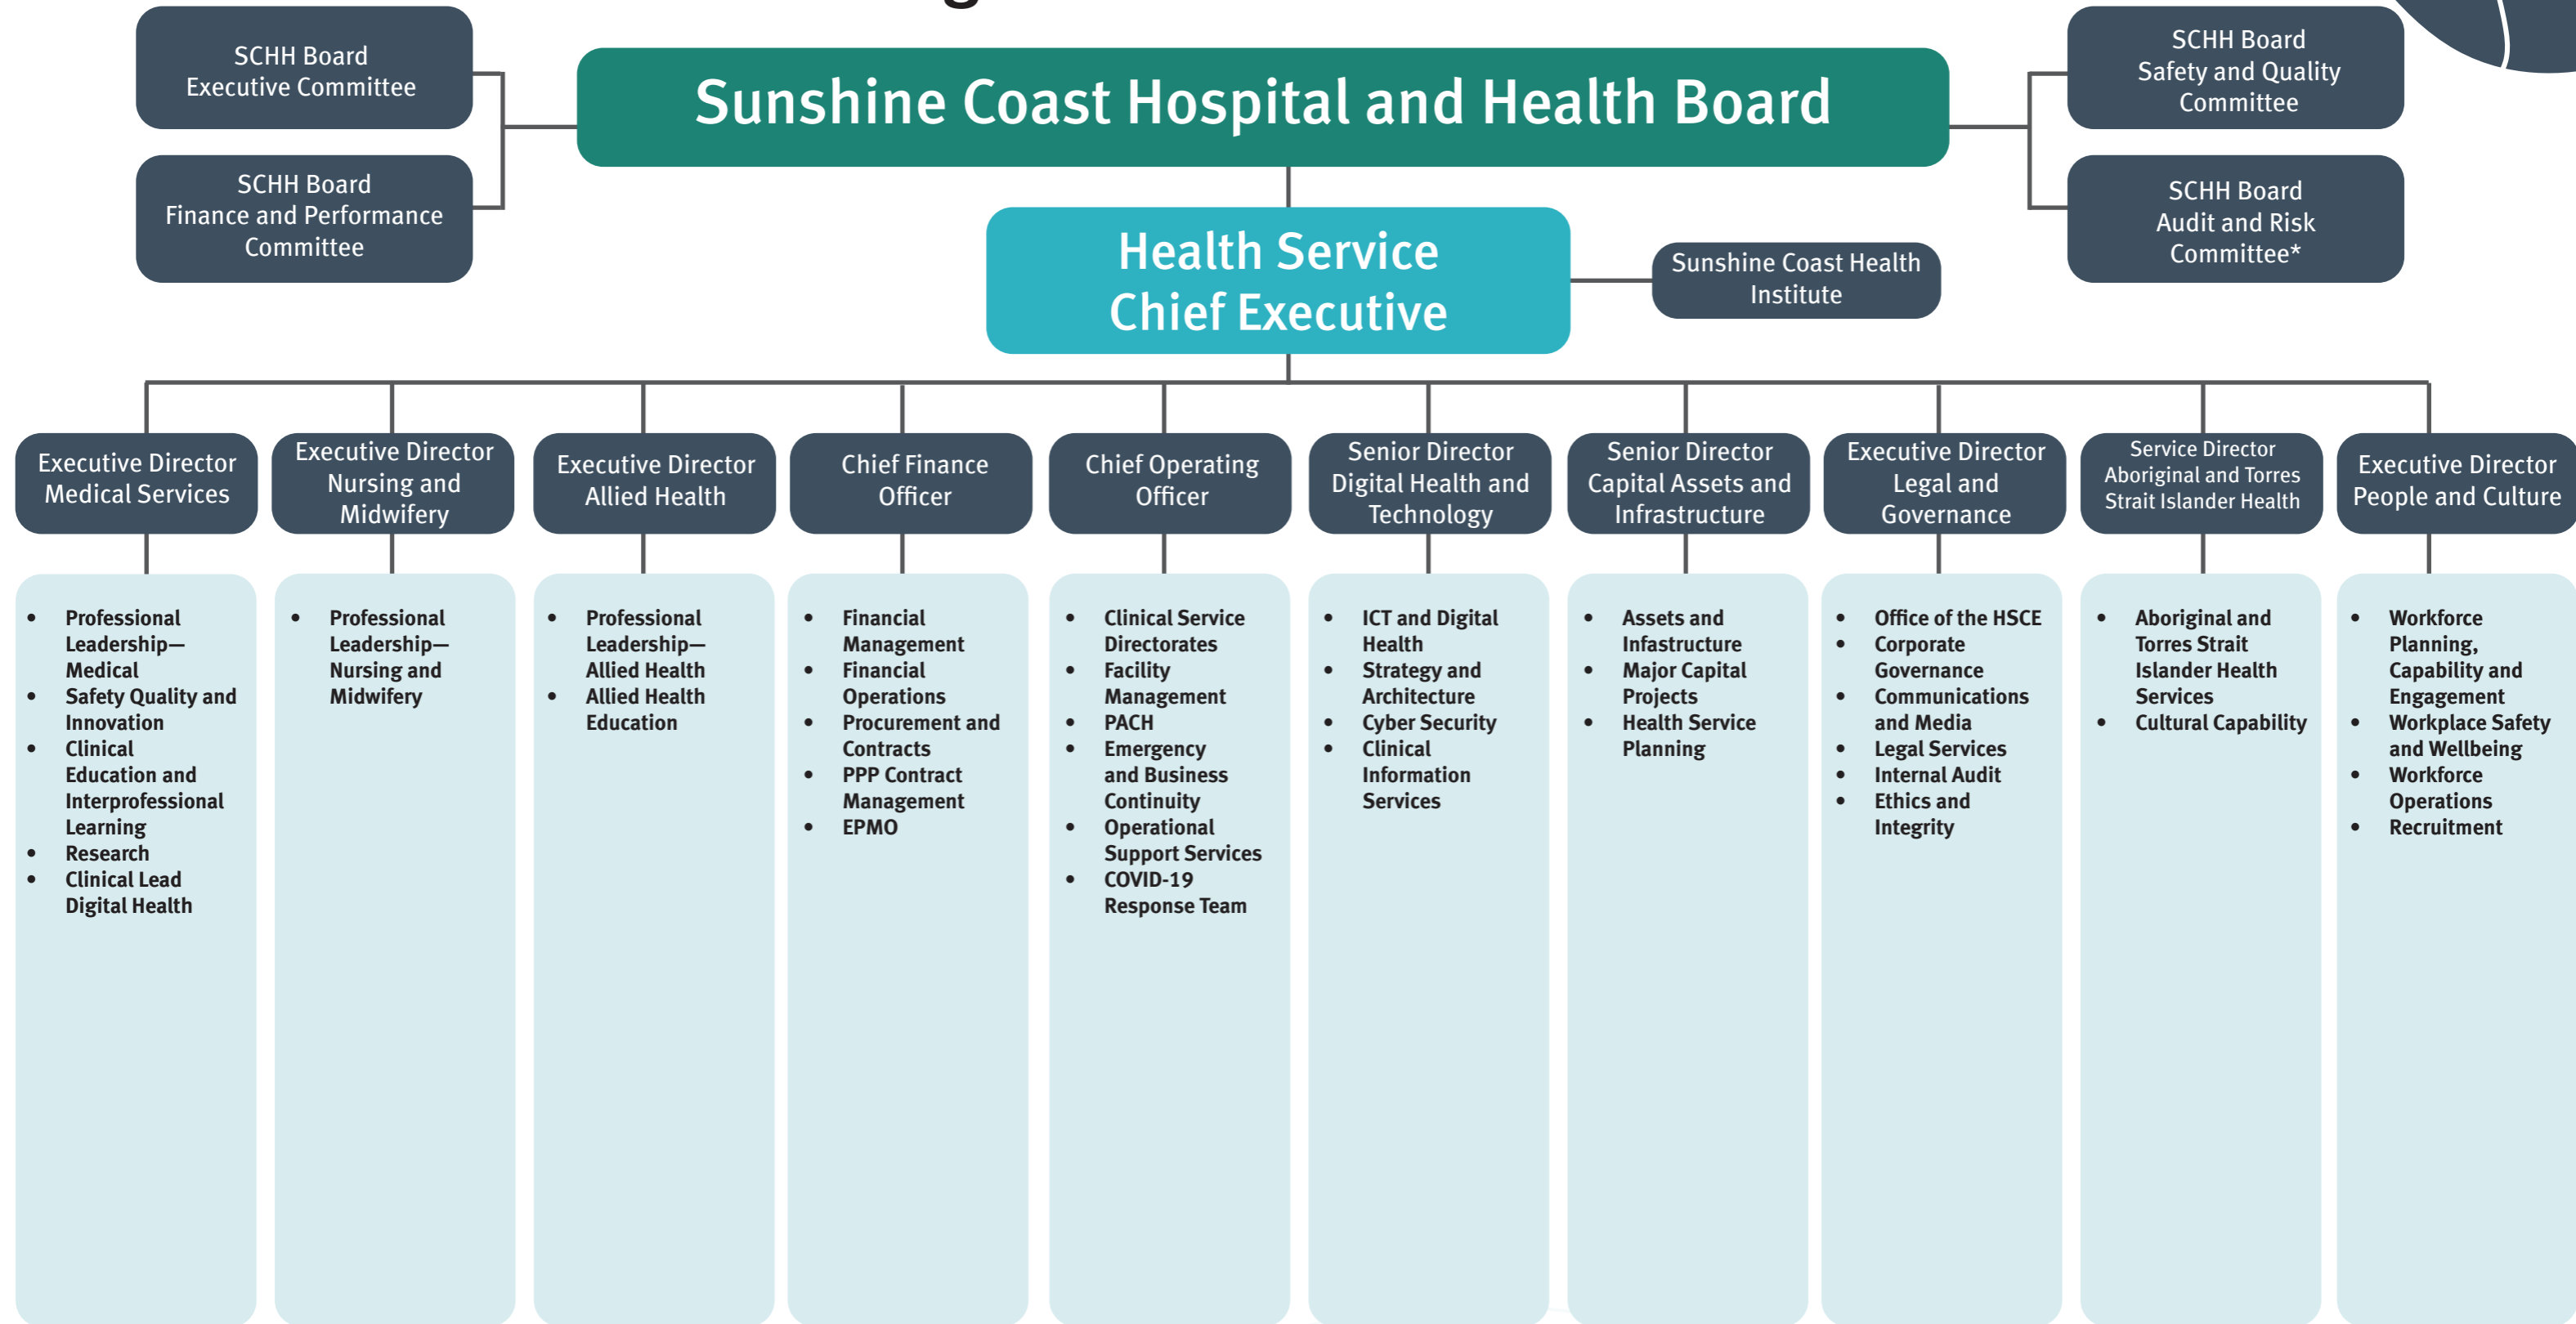 SCHH Board
Executive Committee
SCHH Board
Finance and Performance
Committee
Sunshine Coast Hospital and Health Board
SCHH Board
Safety and Quality
Committee
SCHH Board
Audit and Risk
Committee*
Health Service
Chief Executive
Sunshine Coast Health
Institute
Executive Director
Medical Services
Executive Director
Nursing and
Midwifery
Executive Director
Allied Health
Chief Finance
Officer
Chief Operating
Officer
Senior Director
Digital Health and
Technology
Senior Director
Capital Assets and
Infrastructure
Executive Director
Legal and
Governance
Service Director
Aboriginal and Torres
Strait Islander Health
Executive Director
People and Culture
• Professional
Leadership—
Medical
• Safety Quality and
Innovation
• Clinical
Education and
Interprofessional
Learning
• Research
• Clinical Lead
Digital Health
• Professional
Leadership—
Nursing and
Midwifery
• Professional
Leadership—
Allied Health
• Allied Health
Education
• Financial
Management
• Financial
Operations
• Procurement and
Contracts
• PPP Contract
Management
• EPMO
• Clinical Service
Directorates
• Facility
Management
• PACH
• Emergency
and Business
Continuity
• Operational
Support Services
• COVID-19
Response Team
• ICT and Digital
Health
• Strategy and
Architecture
• Cyber Security
• Clinical
Information
Services
• Assets and
Infastructure
• Major Capital
Projects
• Health Service
Planning
• Office of the HSCE
• Corporate
Governance
• Communications
and Media
• Legal Services
• Internal Audit
• Ethics and
Integrity
• Aboriginal and
Torres Strait
Islander Health
Services
• Cultural Capability
• Workforce
Planning,
Capability and
Engagement
• Workplace Safety
and Wellbeing
• Workforce
Operations
• Recruitment